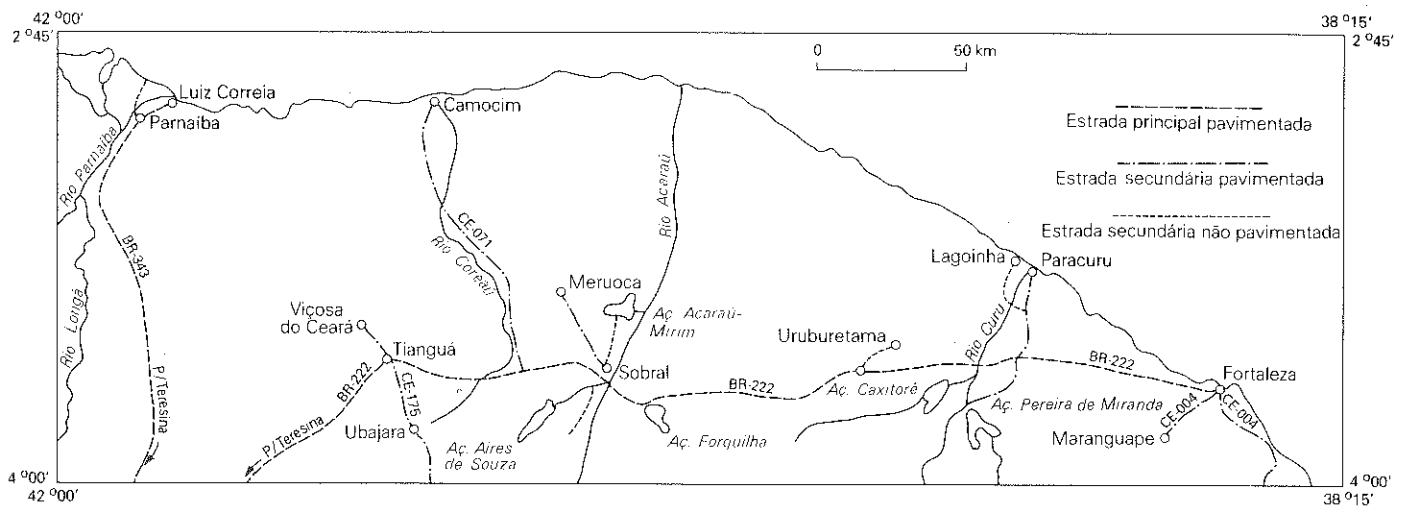 42 °00'
38 °15'
2 °45'
2 °45'
0
50 km
Luiz Correia
Parnaíba
Camocim
Estrada principal pavimentada
Estrada secundária pavimentada
Estrada secundária não pavimentada
Rio Parnaíba
Rio Acaraú
BR-343
CE-071
Rio Coreaú
Lagoinha
Paracuru
Meruoca
Rio Longá
Viçosa
do Ceará
Aç. Acaraú-
Mirim
Uruburetama
Rio Curu
Tianguá
BR-222
Sobral
BR-222
BR-222
Fortaleza
P/Teresina
CE-175
Aç. Caxitoré
Aç. Pereira de Miranda
CE-004
CE-004
P/Teresina
Ubajara
Aç. Aires
de Souza
Aç. Forquilha
Maranguape
4 °00'
4 °00'
42 °00'
38 °15'